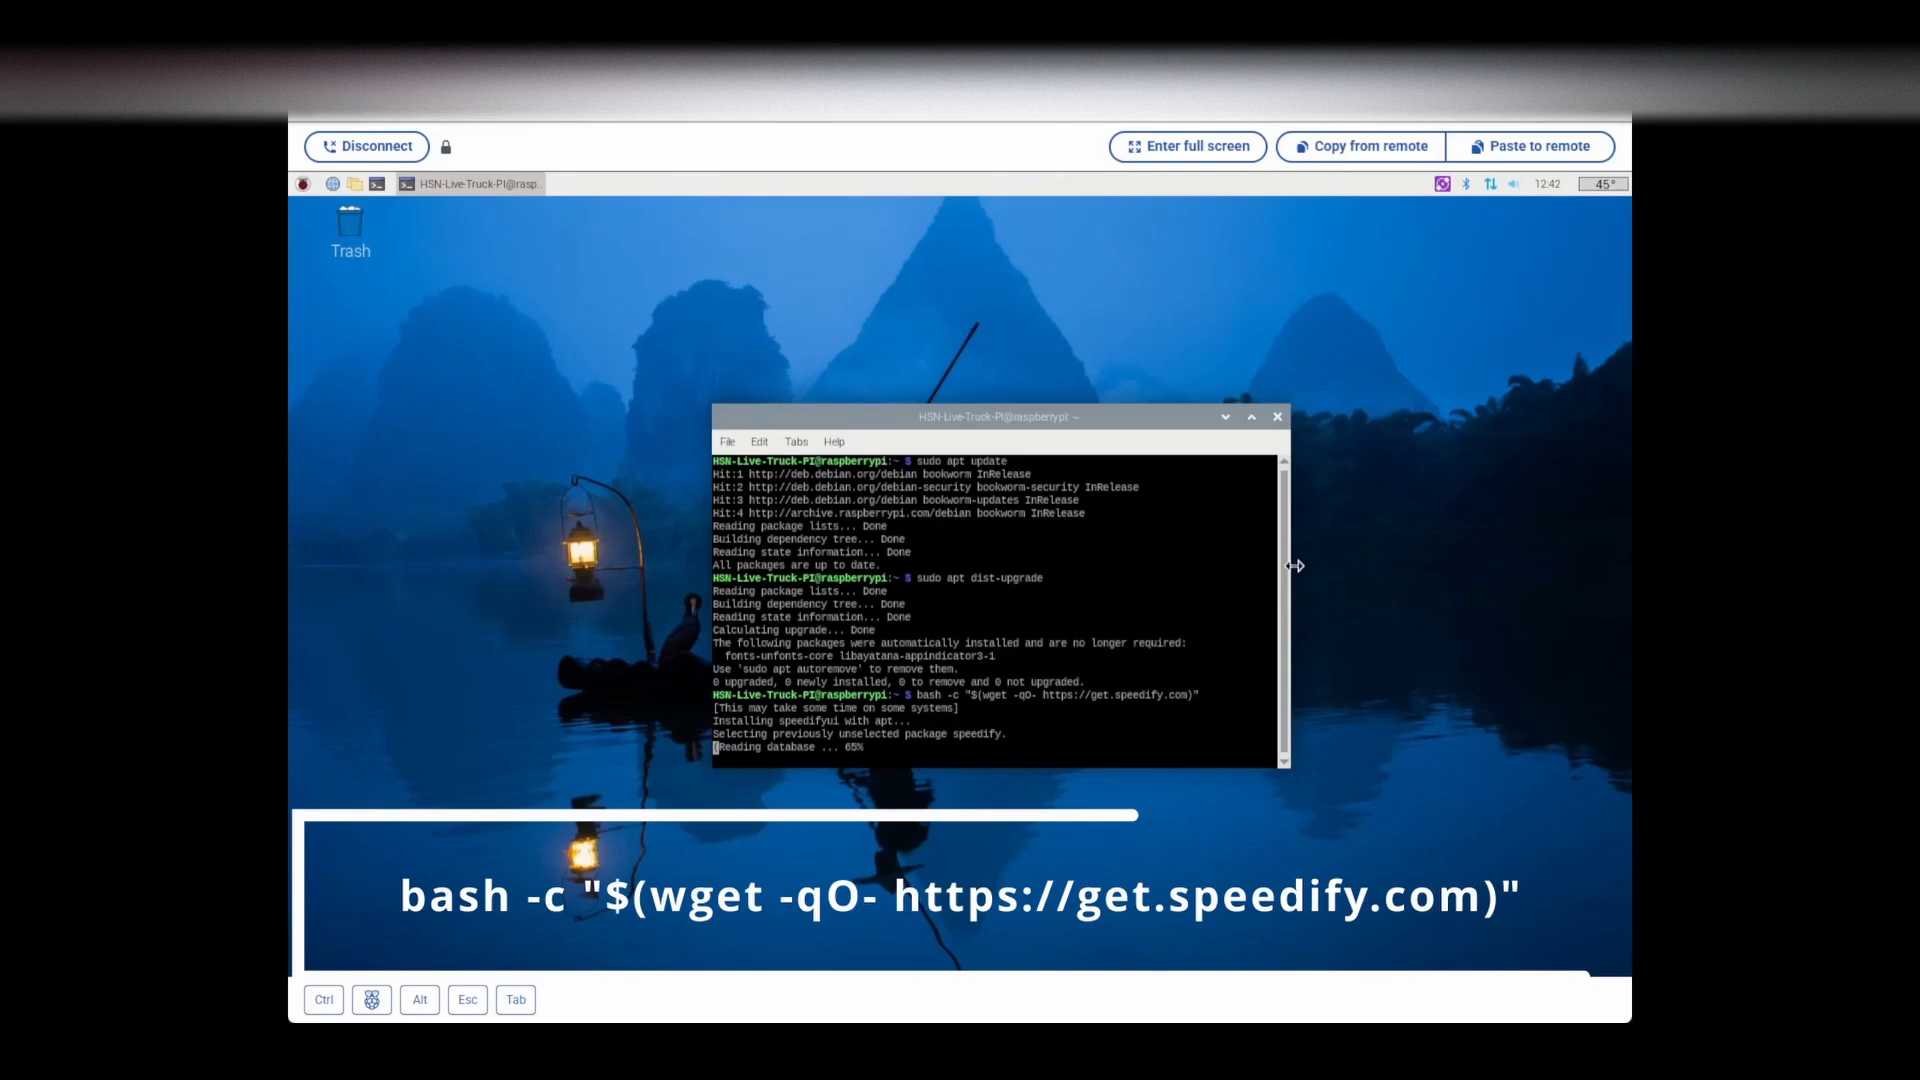 Disconnect
Enter full screen
Copy from remote
Paste to remote
HSN-Live-Truck-PI@rasp..
12:42
45°
Trash
HSN-Live-Truck-PI@raspberrypi: ~
File Edit Tabs Help
HSN-Live-Truck-PI@raspberrypi:~ $ sudo apt update
Hit:1 http://deb.debian.org/debian bookworm InRelease
Hit:2 http://deb.debian.org/debian-security bookworm-security InRelease
Hit:3 http://deb.debian.org/debian bookworm-updates InRelease
Hit:4 http://archive.raspberrypi.com/debian bookworm InRelease
Reading package lists... Done
Building dependency tree... Done
Reading state information... Done
All packages are up to date.
HSN-Live-Truck-PI@raspberrypi:~ $ sudo apt dist-upgrade
Reading package lists... Done
Building dependency tree... Done
Reading state information... Done
Calculating upgrade... Done
The following packages were automatically installed and are no longer required:
fonts-unfonts-core libayatana-appindicator3-1
Use 'sudo apt autoremove' to remove them.
0 upgraded, 0 newly installed, 0 to remove and 0 not upgraded.
HSN-Live-Truck-PI@raspberrypi:~ $ bash -c "$(wget -qO- https://get.speedify.com)"
[This may take some time on some systems]
Installing speedifyui with apt...
Selecting previously unselected package speedify.
(Reading database ... 65%
bash -c "$(wget -qO- https://get.speedify.com)"
Ctrl
Alt
Esc
Tab